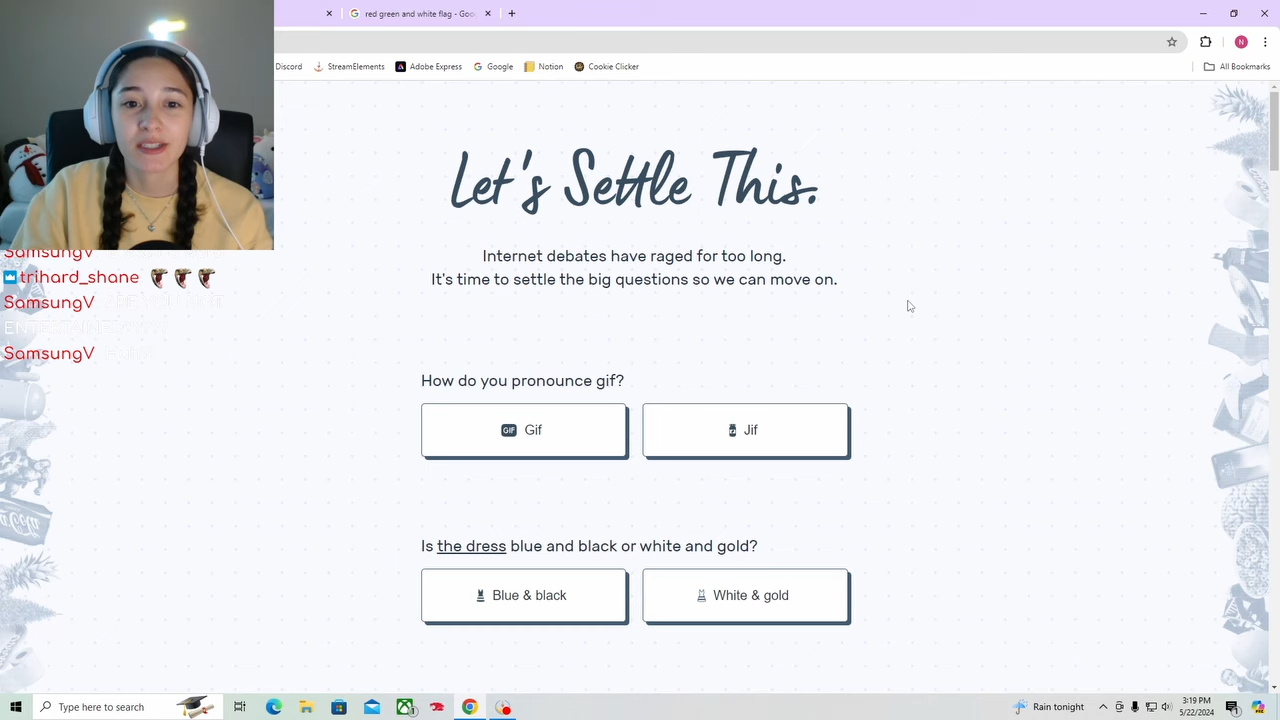 red green and white flag - Goo
Discord
StreamElements
Adobe Express
Google
Notion
Cookie Clicker
All Bookmarks
N
SamsungV
trihard_shane
SamsungV
SamsungV
Let's Settle This.
Internet debates have raged for too long.
It's time to settle the big questions so we can move on.
How do you pronounce gif?
GIF Gif
Jif
Is the dress blue and black or white and gold?
Blue & black
White & gold
Type here to search
Rain tonight
3:19 PM
5/22/2024